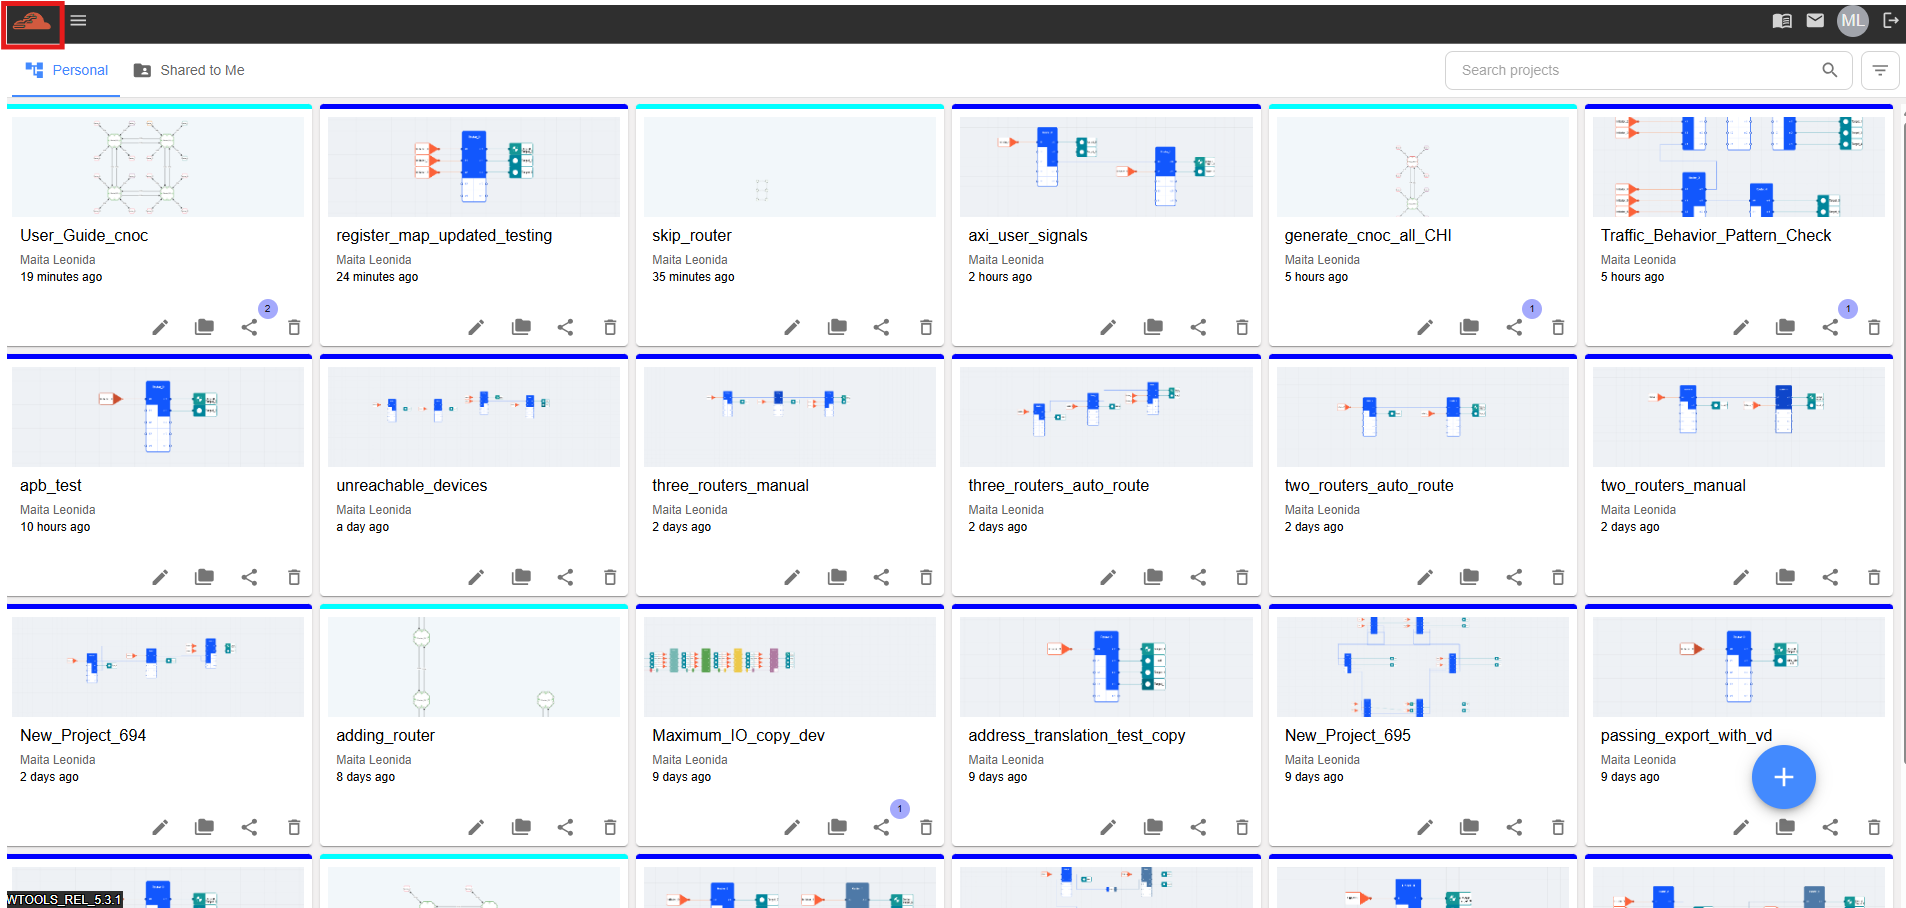 ML
Personal
Shared to Me
Search projects
User_Guide_cnoc
Maita Leonida
19 minutes ago
2
register_map_updated_testing
Maita Leonida
24 minutes ago
skip_router
Maita Leonida
35 minutes ago
axi_user_signals
Maita Leonida
2 hours ago
generate_cnoc_all_CHI
Maita Leonida
5 hours ago
1
Traffic_Behavior_Pattern_Check
Maita Leonida
5 hours ago
1
apb_test
Maita Leonida
10 hours ago
unreachable_devices
Maita Leonida
a day ago
three_routers_manual
Maita Leonida
2 days ago
three_routers_auto_route
Maita Leonida
2 days ago
two_routers_auto_route
Maita Leonida
2 days ago
two_routers_manual
Maita Leonida
2 days ago
New_Project_694
Maita Leonida
2 days ago
adding_router
Maita Leonida
8 days ago
Maximum_IO_copy_dev
Maita Leonida
9 days ago
1
address_translation_test_copy
Maita Leonida
9 days ago
New_Project_695
Maita Leonida
9 days ago
passing_export_with_vd
Maita Leonida
9 days ago
WTOOLS_REL_5.3.1